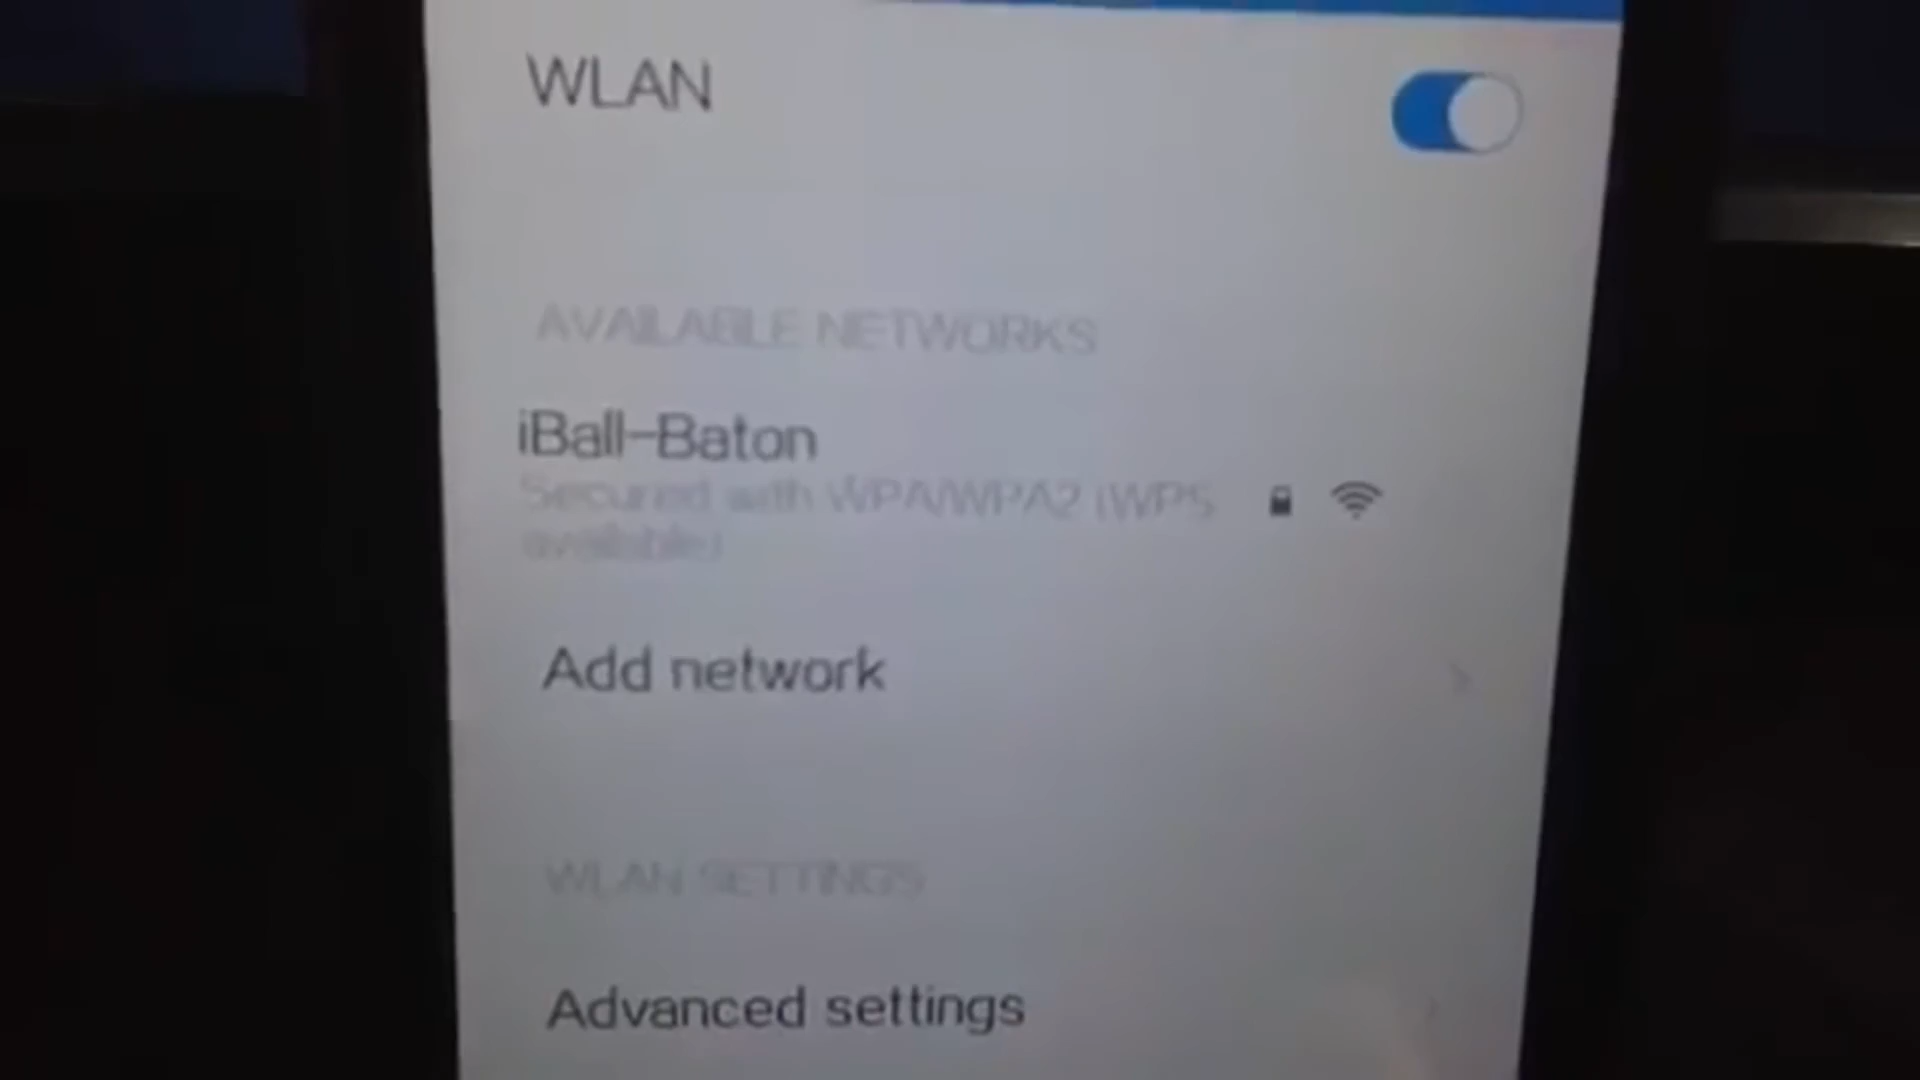 WLAN
AVAILABLE NETWORKS
iBall-Baton
Secured with WPA/WPA2 (WPS
available)
Add network
WLAN SETTINGS
Advanced settings